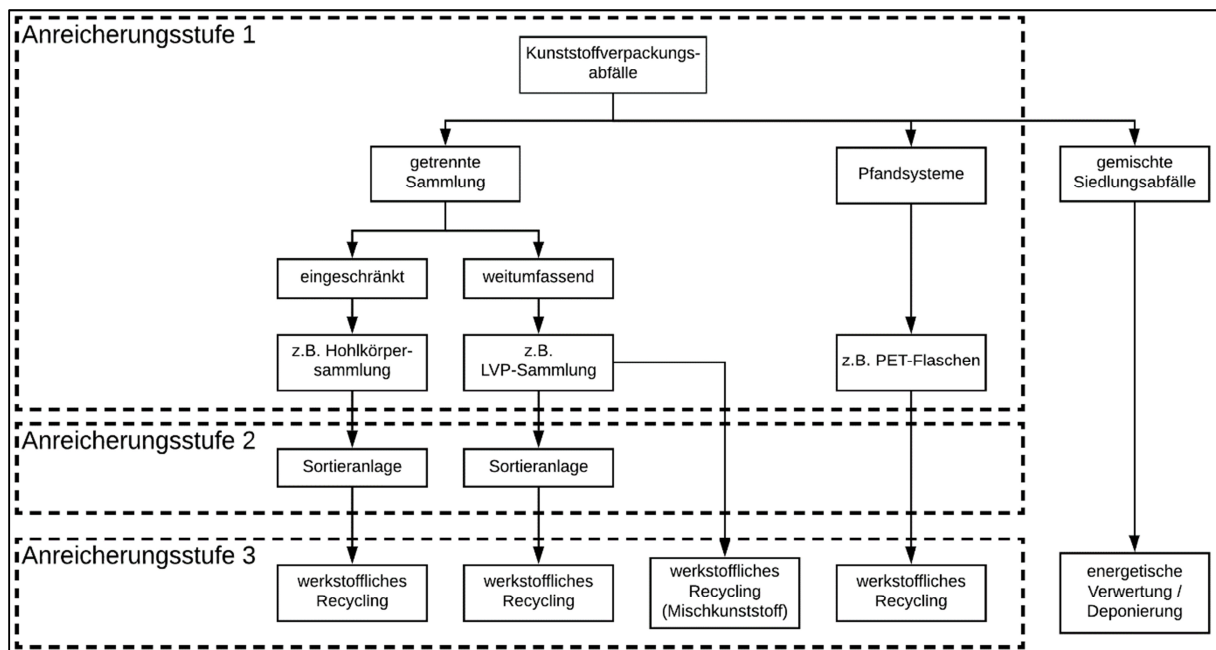 Anreicherungsstufe 1
Kunststoffverpackungs-
abfälle
getrennte
Sammlung
Pfandsysteme
gemischte
Siedlungsabfälle
eingeschränkt
weitumfassend
z.B. Hohlkörper-
sammlung
z.B.
LVP-Sammlung
z.B. PET-Flaschen
Anreicherungsstufe 2
Sortieranlage
Sortieranlage
Anreicherungsstufe 3
werkstoffliches
Recycling
werkstoffliches
Recycling
werkstoffliches
Recycling
(Mischkunststoff)
werkstoffliches
Recycling
energetische
Verwertung /
Deponierung